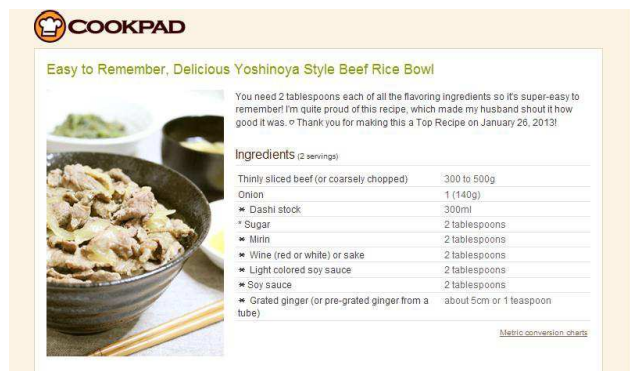 COOKPAD
Easy to Remember, Delicious Yoshinoya Style Beef Rice Bowl
You need 2 tablespoons each of all the flavoring ingredients so it's super-easy to
remember! I'm quite proud of this recipe, which made my husband shout it how
good it was.♡ Thank you for making this a Top Recipe on January 26, 2013!
Ingredients (2 servings)
Thinly sliced beef (or coarsely chopped) 300 to 500g
Onion 1 (140g)
* Dashi stock 300ml
* Sugar 2 tablespoons
* Mirin 2 tablespoons
* Wine (red or white) or sake 2 tablespoons
* Light colored soy sauce 2 tablespoons
* Soy sauce 2 tablespoons
* Grated ginger (or pre-grated ginger from a about 5cm or 1 teaspoon
tube)
Metric conversion charts